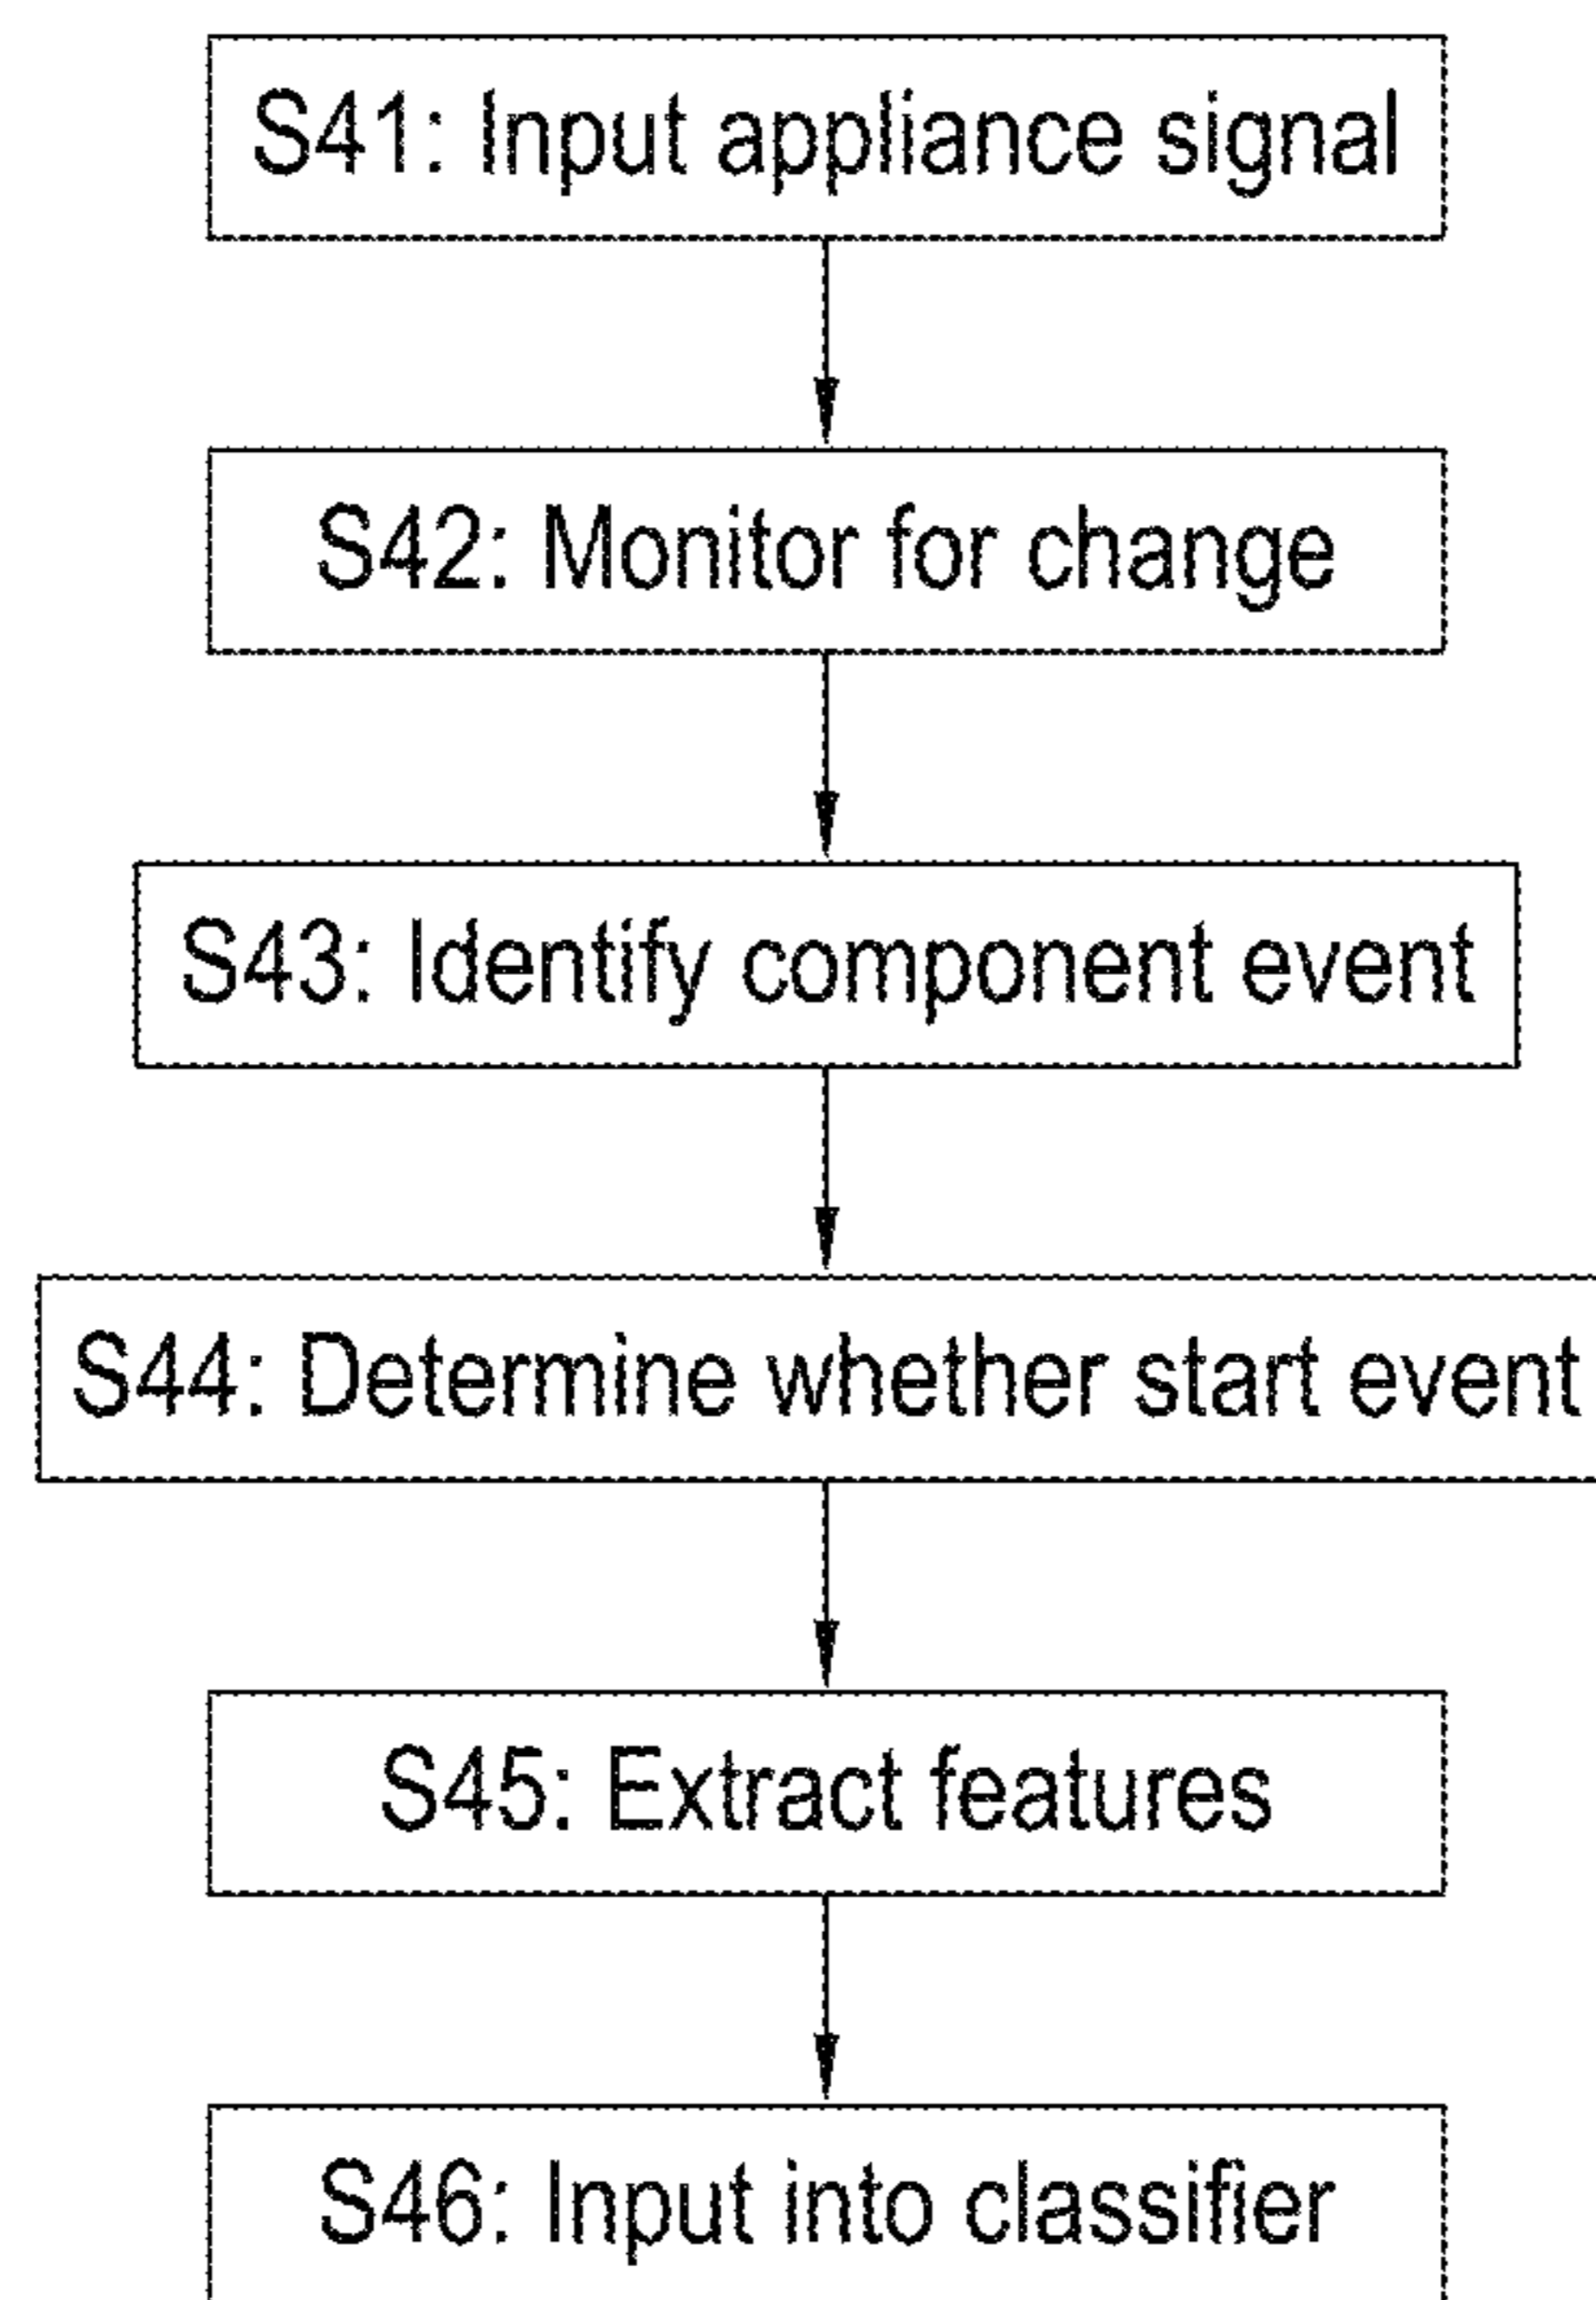 S41: Input appliance signal
S42: Monitor for change
S43: Identify component event
S44: Determine whether start event
S45: Extract features
S46: Input into classifier